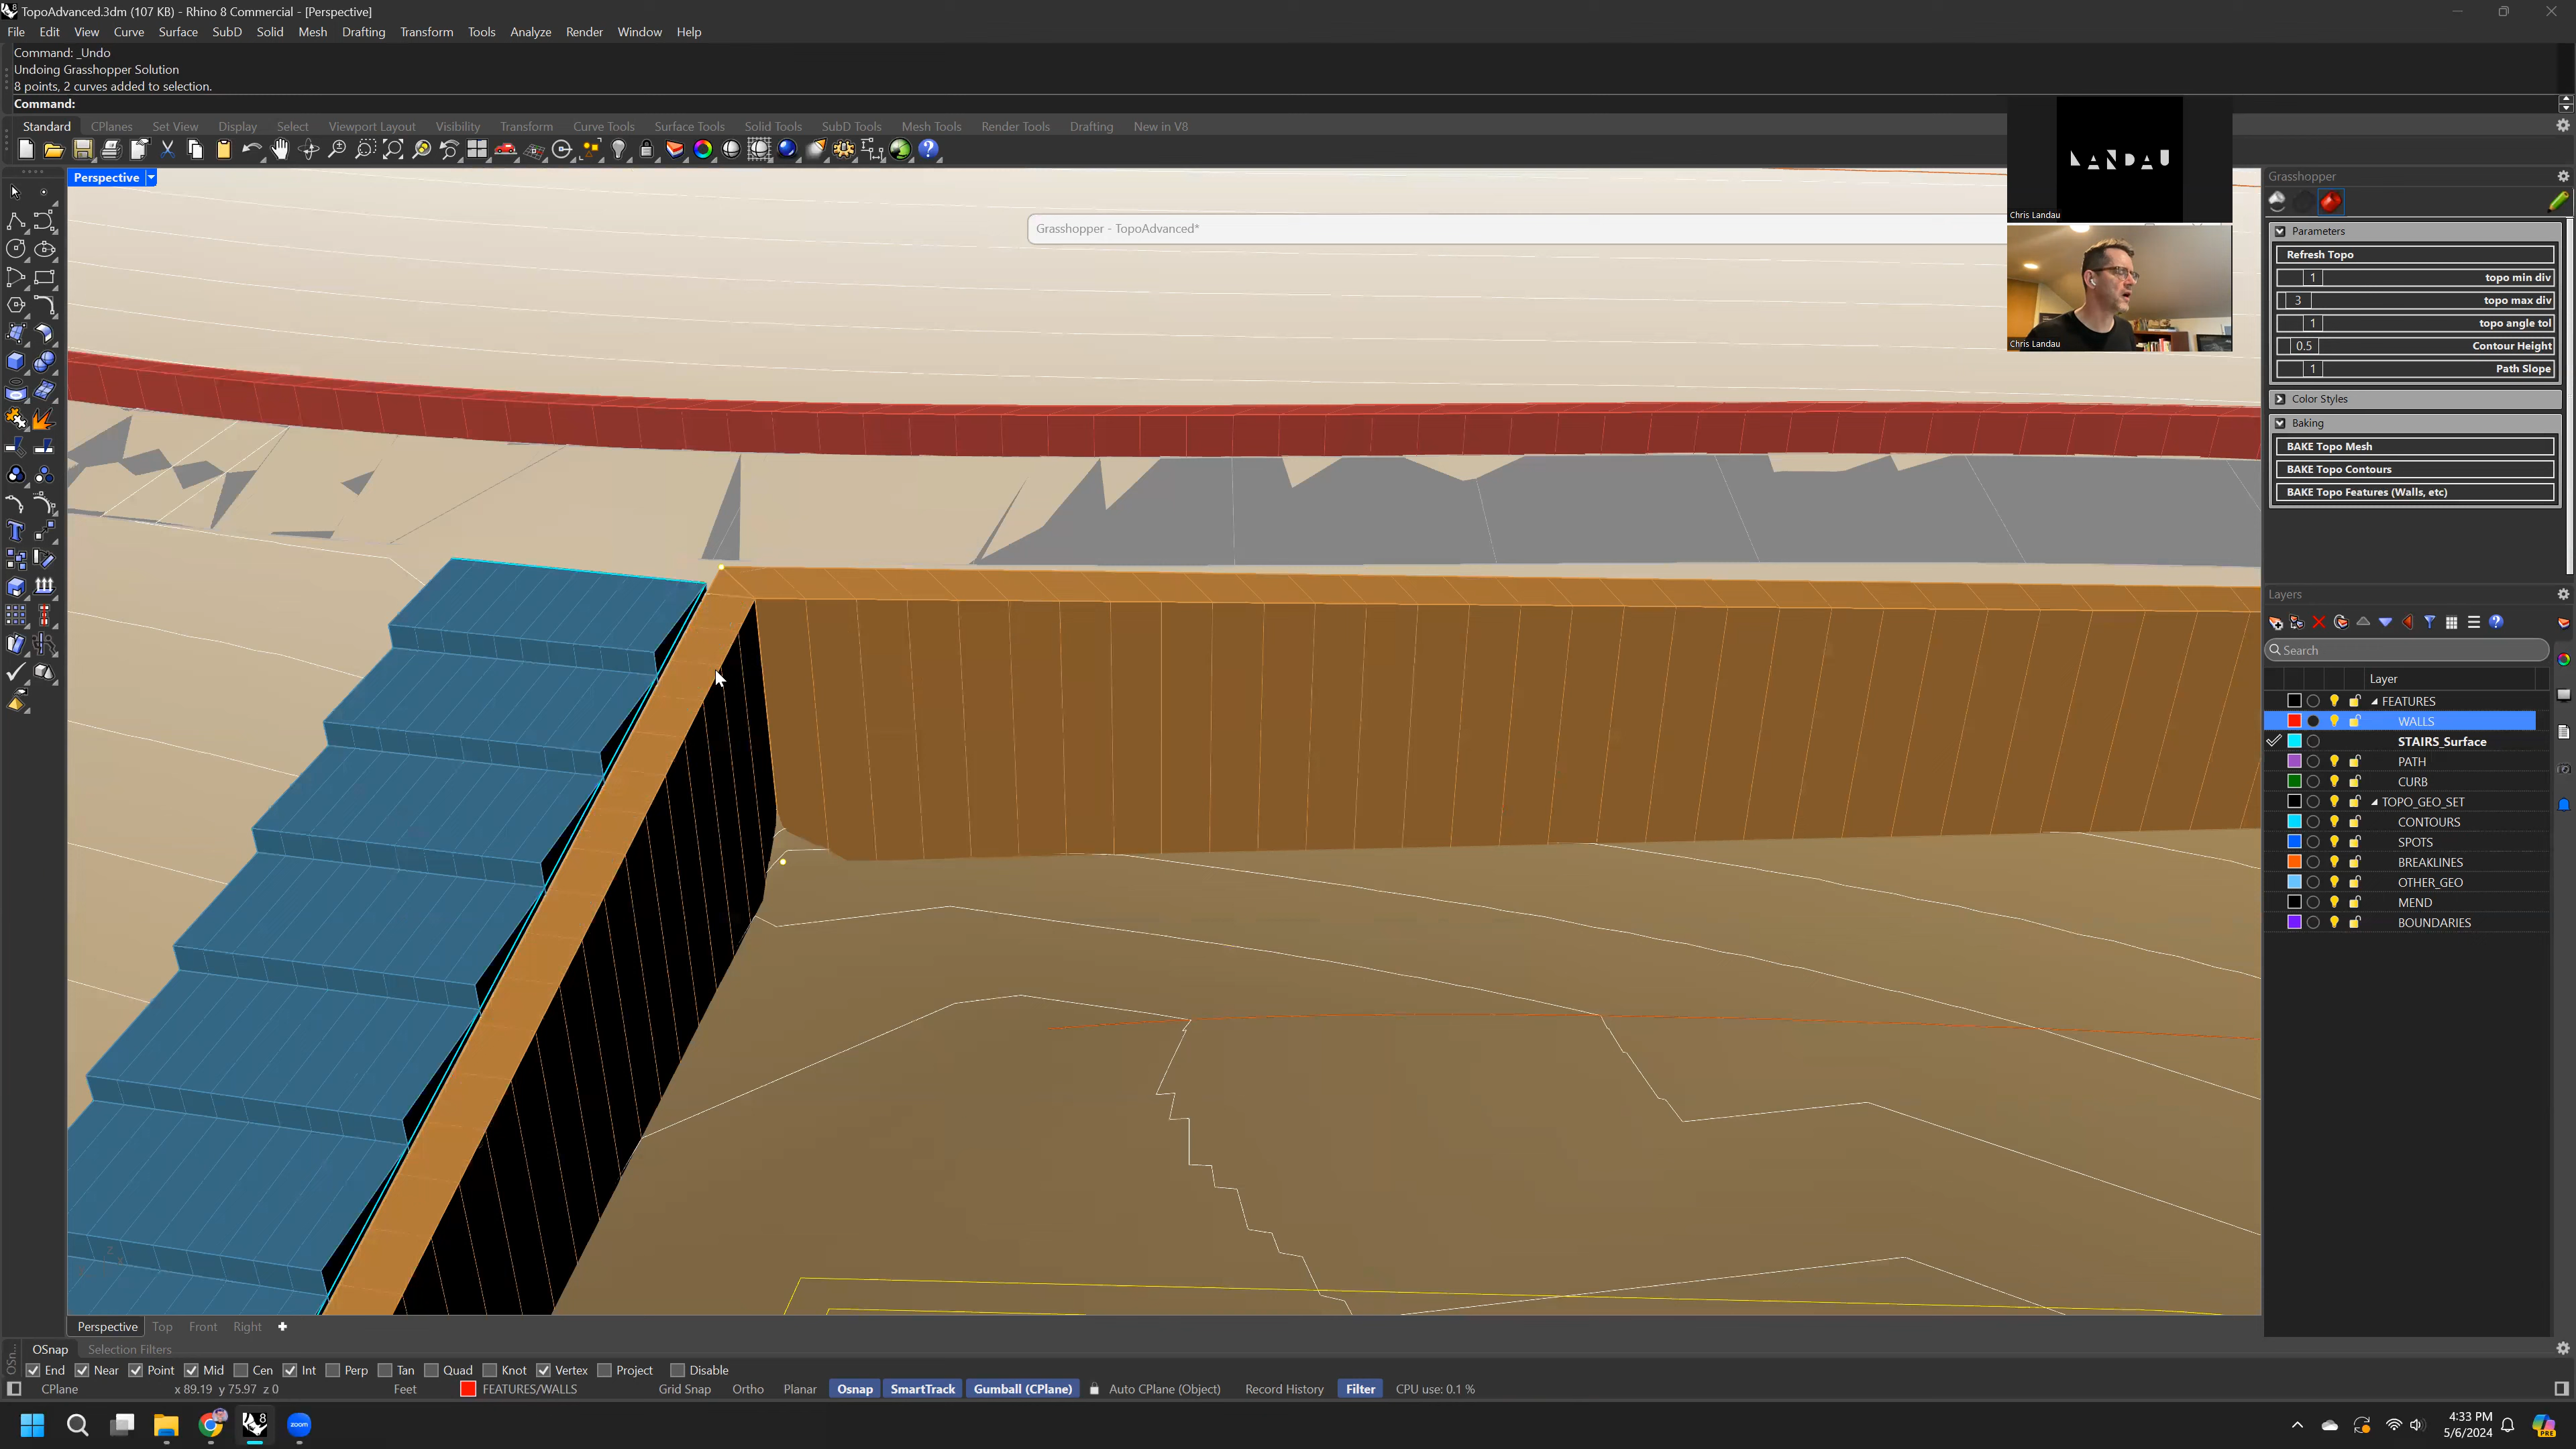 TopoAdvanced.3dm (107 KB) - Rhino 8 Commercial - [Perspective]
File Edit View Curve Surface SubD Solid Mesh Drafting Transform Tools Analyze Render Window Help
Command: _Undo
Undoing Grasshopper Solution
8 points, 2 curves added to selection.
Command:
Standard CPlanes Set View Display Select Viewport Layout Visibility Transform Curve Tools Surface Tools Solid Tools SubD Tools Mesh Tools Render Tools Drafting New in V8
Perspective
Grasshopper - TopoAdvanced*
LANDAU
Chris Landau
Chris Landau
Grasshopper
Parameters
Refresh Topo
1 topo min div
3 topo max div
1 topo angle tol
0.5 Contour Height
1 Path Slope
Color Styles
Baking
BAKE Topo Mesh
BAKE Topo Contours
BAKE Topo Features (Walls, etc)
Layers
Search
Layer
FEATURES
WALLS
STAIRS_Surface
PATH
CURB
TOPO_GEO_SET
CONTOURS
SPOTS
BREAKLINES
OTHER_GEO
MEND
BOUNDARIES
Perspective Top Front Right
OSn...
OSnap Selection Filters
End Near Point Mid Cen Int Perp Tan Quad Knot Vertex Project Disable
CPlane x 89.19 y 75.97 z 0 Feet FEATURES/WALLS Grid Snap Ortho Planar Osnap SmartTrack Gumball (CPlane) Auto CPlane (Object) Record History Filter CPU use: 0.1 %
8
zoom
4:33 PM
5/6/2024
PRE